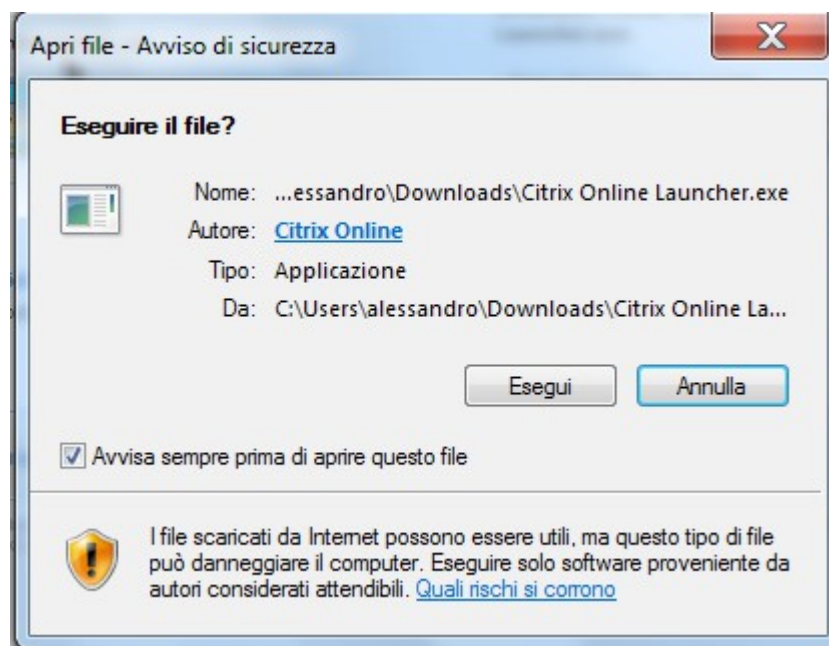 Apri file - Avviso di sicurezza
Eseguire il file?
Nome: ...essandro\Downloads\Citrix Online Launcher.exe
Autore: Citrix Online
Tipo: Applicazione
Da: C:\Users\alessandro\Downloads\Citrix Online La...
Esegui Annulla
Avvisa sempre prima di aprire questo file
I file scaricati da Internet possono essere utili, ma questo tipo di file
può danneggiare il computer. Eseguire solo software proveniente da
autori considerati attendibili. Quali rischi si corrono